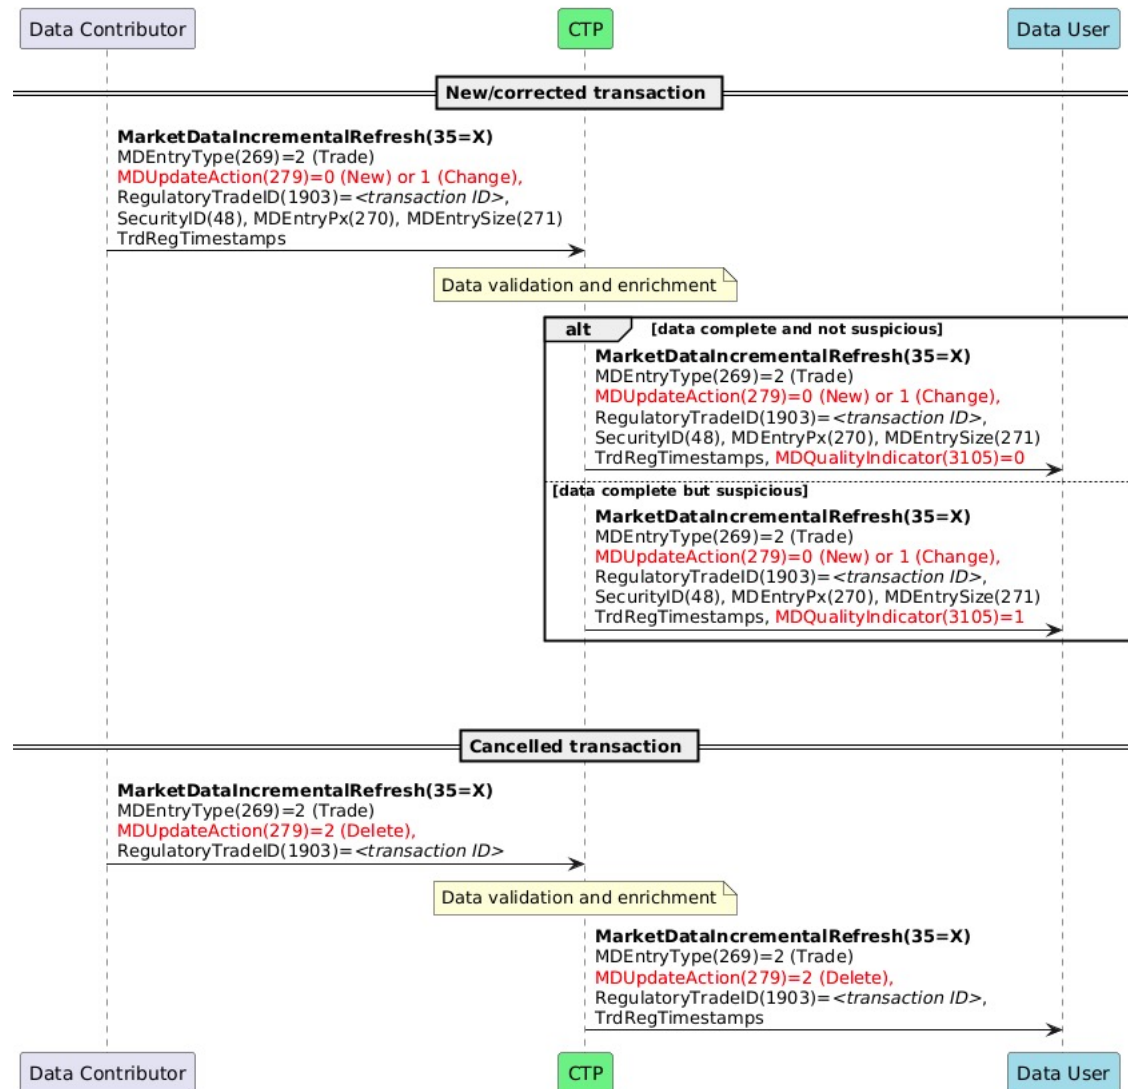 Data Contributor
CTP
Data User
New/corrected transaction
MarketDataIncrementalRefresh(35=X)
MDEntryType(269)=2 (Trade)
MDUpdateAction(279)=0 (New) or 1 (Change),
RegulatoryTradeID(1903)=<transaction ID>,
SecurityID(48), MDEntryPx(270), MDEntrySize(271)
TrdRegTimestamps
Data validation and enrichment
alt [data complete and not suspicious]
MarketDataIncrementalRefresh(35=X)
MDEntryType(269)=2 (Trade)
MDUpdateAction(279)=0 (New) or 1 (Change),
RegulatoryTradeID(1903)=<transaction ID>,
SecurityID(48), MDEntryPx(270), MDEntrySize(271)
TrdRegTimestamps, MDQualityIndicator(3105)=0
[data complete but suspicious]
MarketDataIncrementalRefresh(35=X)
MDEntryType(269)=2 (Trade)
MDUpdateAction(279)=0 (New) or 1 (Change),
RegulatoryTradeID(1903)=<transaction ID>,
SecurityID(48), MDEntryPx(270), MDEntrySize(271)
TrdRegTimestamps, MDQualityIndicator(3105)=1
Cancelled transaction
MarketDataIncrementalRefresh(35=X)
MDEntryType(269)=2 (Trade)
MDUpdateAction(279)=2 (Delete),
RegulatoryTradeID(1903)=<transaction ID>
Data validation and enrichment
MarketDataIncrementalRefresh(35=X)
MDEntryType(269)=2 (Trade)
MDUpdateAction(279)=2 (Delete),
RegulatoryTradeID(1903)=<transaction ID>,
TrdRegTimestamps
Data Contributor
CTP
Data User